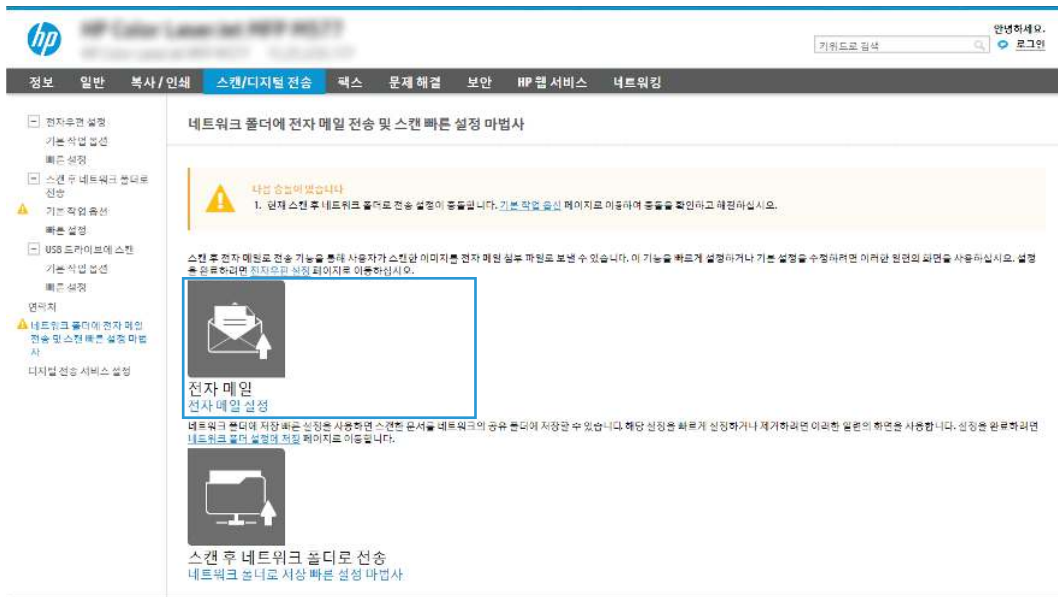 hp
안녕하세요.
키워드로 검색
로그인
정보 일반 복사/인쇄 스캔/디지털 전송 팩스 문제 해결 보안 HP 웹 서비스 네트워킹
전자우편 설정
기본 작업 옵션
빠른 설정
스캔 후 네트워크 폴더로
전송
기본 작업 옵션
빠른 설정
USB 드라이브에 스캔
기본 작업 옵션
빠른 설정
연락처
네트워크 폴더에 전자 메일
전송 및 스캔 빠른 설정 마법
사
디지털 전송 서비스 설정
네트워크 폴더에 전자 메일 전송 및 스캔 빠른 설정 마법사
다음 충돌이 있습니다
1. 현재 스캔 후 네트워크 폴더로 전송 설정이 충돌합니다. 기본 작업 옵션 페이지로 이동하여 충돌을 확인하고 해결하십시오.
스캔 후 전자 메일로 전송 기능을 통해 사용자가 스캔한 이미지를 전자 메일 첨부 파일로 보낼 수 있습니다. 이 기능을 빠르게 설정하거나 기본 설정을 수정하려면 이러한 일련의 화면을 사용하십시오. 설정
을 완료하려면 전자우편 설정 페이지로 이동하십시오.
전자 메일
전자 메일 설정
네트워크 폴더에 저장 빠른 설정을 사용하면 스캔한 문서를 네트워크의 공유 폴더에 저장할 수 있습니다. 해당 설정을 빠르게 설정하거나 제거하려면 이러한 일련의 화면을 사용합니다. 설정을 완료하려면
네트워크 폴더 설정에 저장 페이지로 이동합니다.
스캔 후 네트워크 폴더로 전송
네트워크 폴더로 저장 빠른 설정 마법사